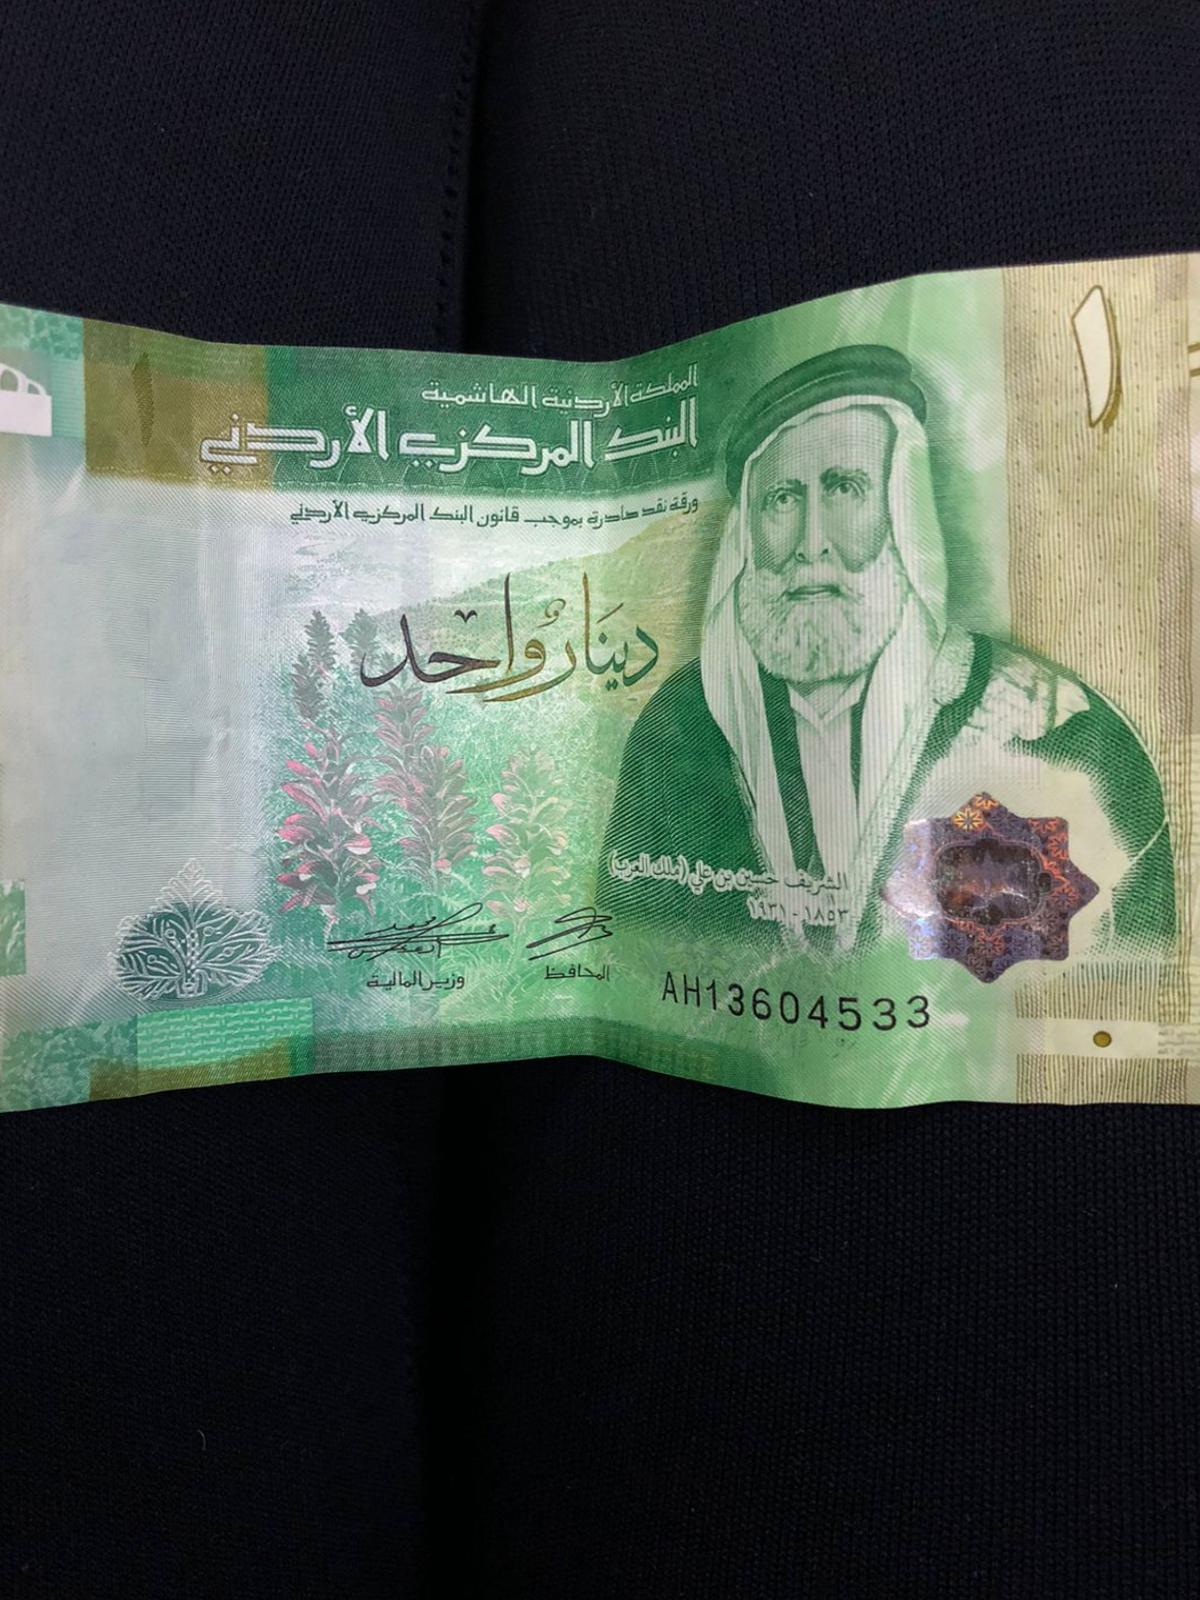 ١
١
المملكة الأردنية الهاشمية
البنك المركزي الأردني
ورقة نقد صادرة بموجب قانون البنك المركزي الأردني
دينارٌ واحد
الشريف حسين بن علي (ملك العرب)
١٨٥٣ - ١٩٣١
المحافظ
وزير المالية
AH13604533